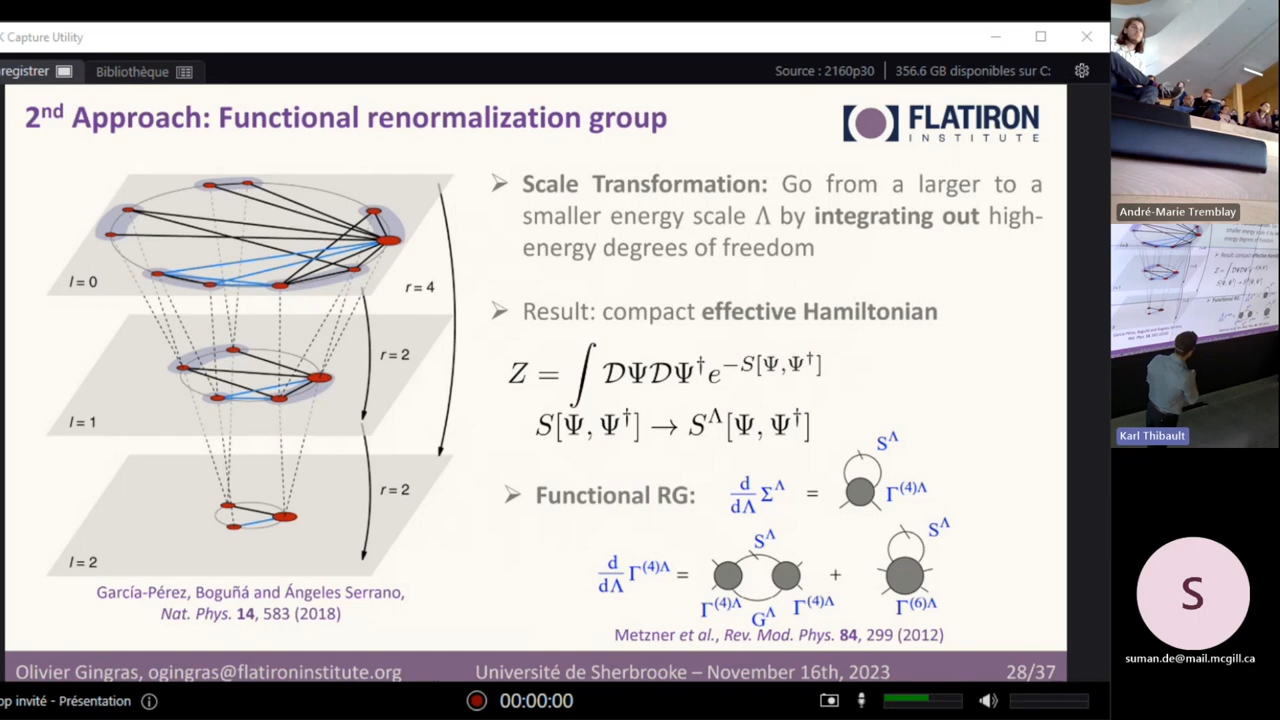 K Capture Utility
registrer
Bibliothèque
Source : 2160p30
356.6 GB disponibles sur C:
2nd Approach: Functional renormalization group
FLATIRON
INSTITUTE
➢ Scale Transformation: Go from a larger to a
smaller energy scale Λ by integrating out high-
energy degrees of freedom
l = 0
r = 4
➢ Result: compact effective Hamiltonian
r = 2
Z = ∫ 𝒟Ψ𝒟Ψ† e^{-S[Ψ,Ψ†]}
l = 1
S[Ψ, Ψ†] → S^Λ[Ψ, Ψ†]
r = 2
➢ Functional RG:
d/dΛ Σ^Λ =
S^Λ
Γ^(4)Λ
l = 2
d/dΛ Γ^(4)Λ =
S^Λ
Γ^(4)Λ
G^Λ
Γ^(4)Λ
+
S^Λ
Γ^(6)Λ
García-Pérez, Boguñá and Ángeles Serrano,
Nat. Phys. 14, 583 (2018)
Metzner et al., Rev. Mod. Phys. 84, 299 (2012)
Olivier Gingras, ogingras@flatironinstitute.org
Université de Sherbrooke – November 16th, 2023
28/37
op invité - Présentation
00:00:00
André-Marie Tremblay
Karl Thibault
S
suman.de@mail.mcgill.ca